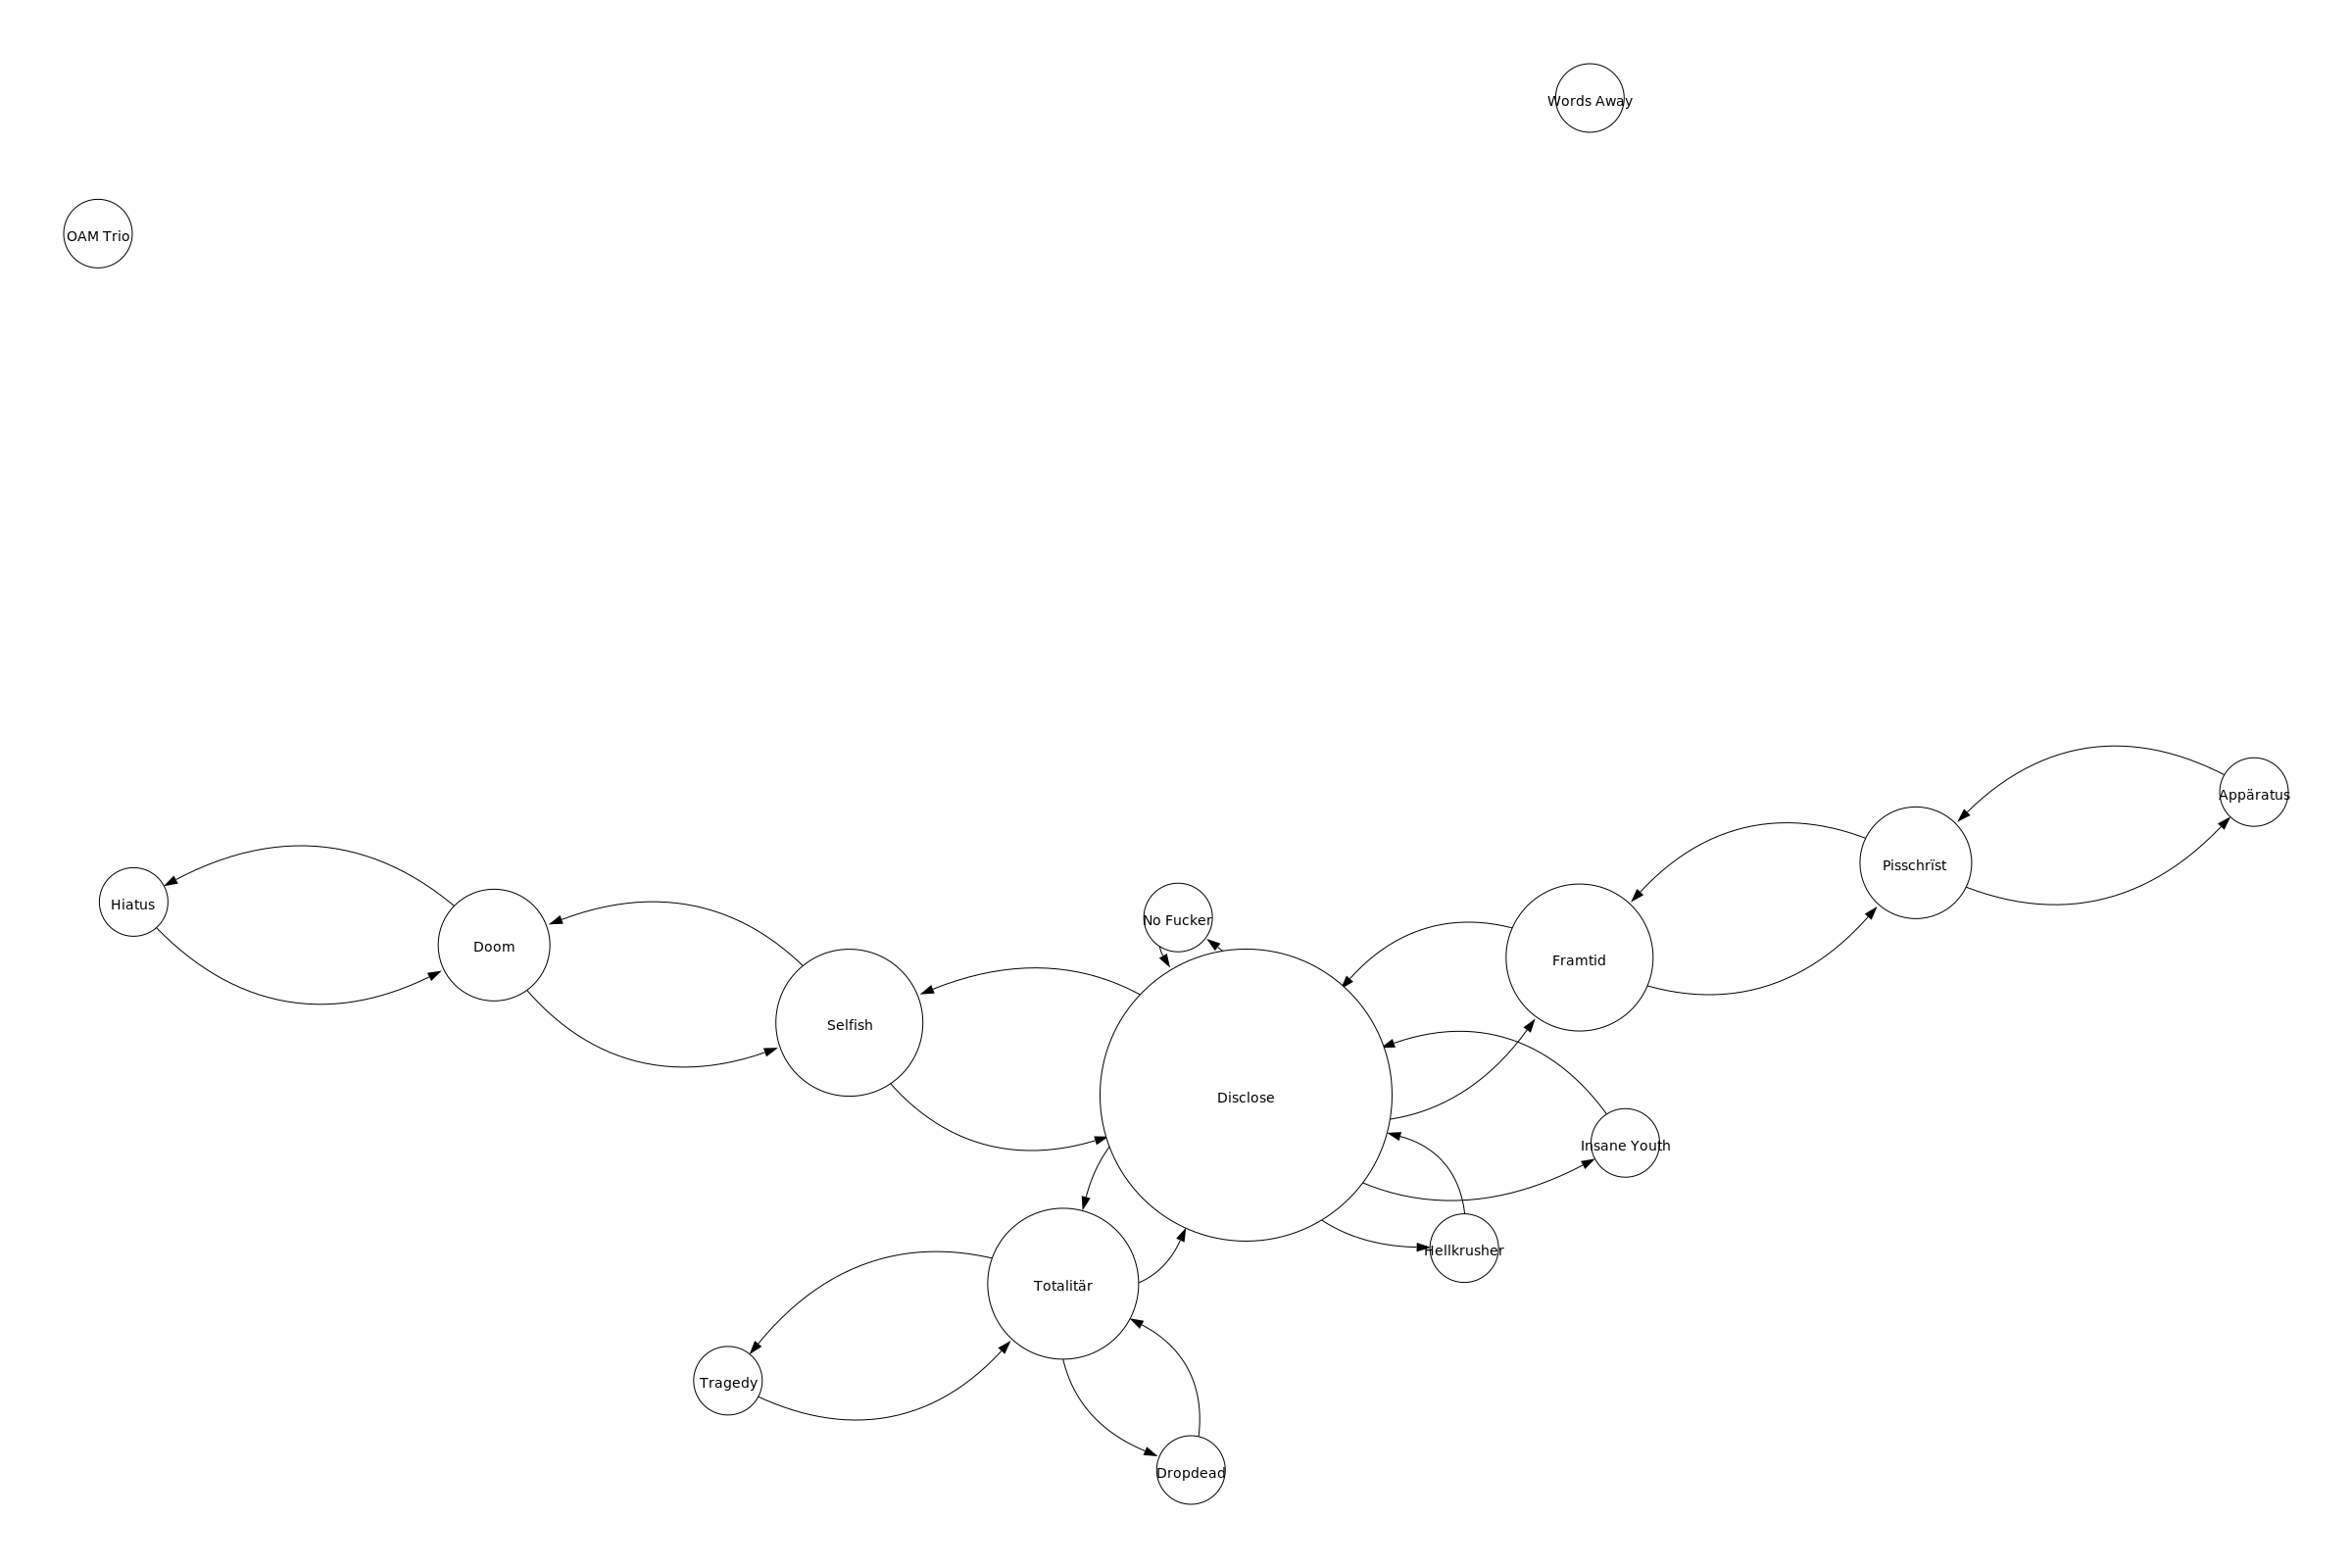 Words Away
OAM Trio
Appäratus
Pisschrïst
Hiatus
No Fucker
Doom
Framtid
Selfish
Disclose
Insane Youth
Hellkrusher
Totalitär
Tragedy
Dropdead